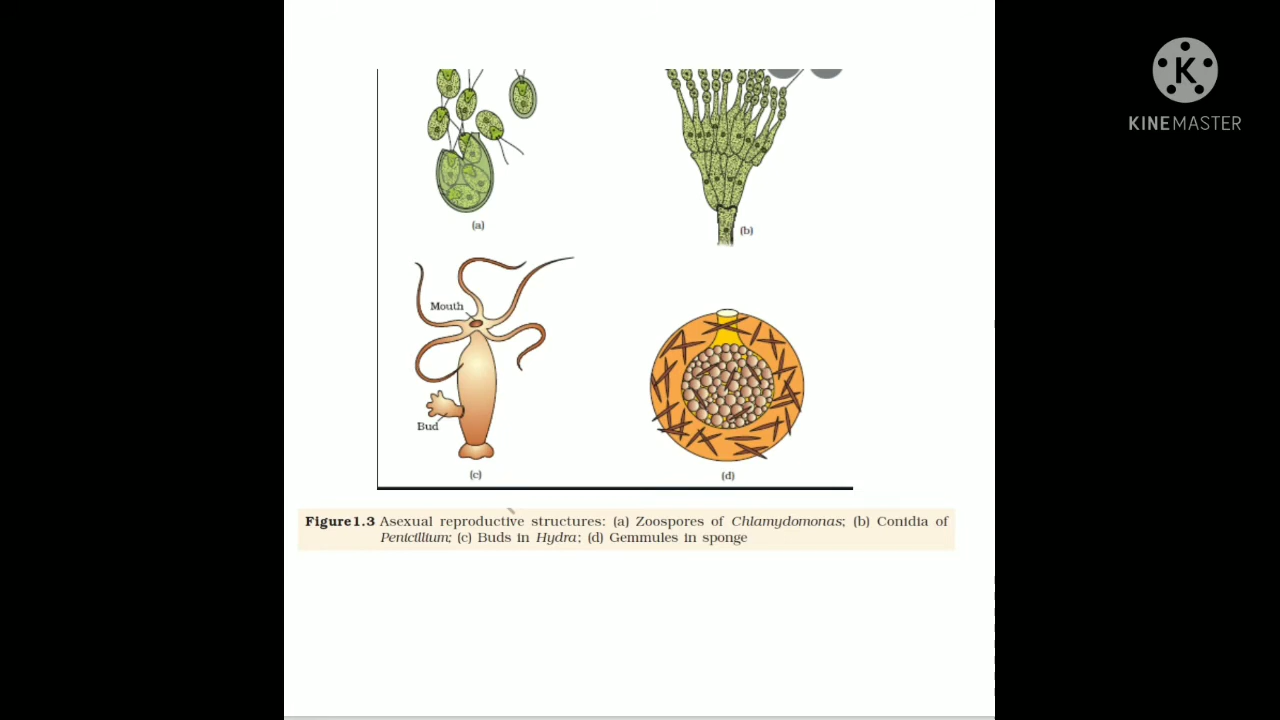 KINEMASTER
(a)
(b)
Mouth
Bud
(c)
(d)
Figure1.3 Asexual reproductive structures: (a) Zoospores of Chlamydomonas; (b) Conidia of
Penicillium; (c) Buds in Hydra; (d) Gemmules in sponge